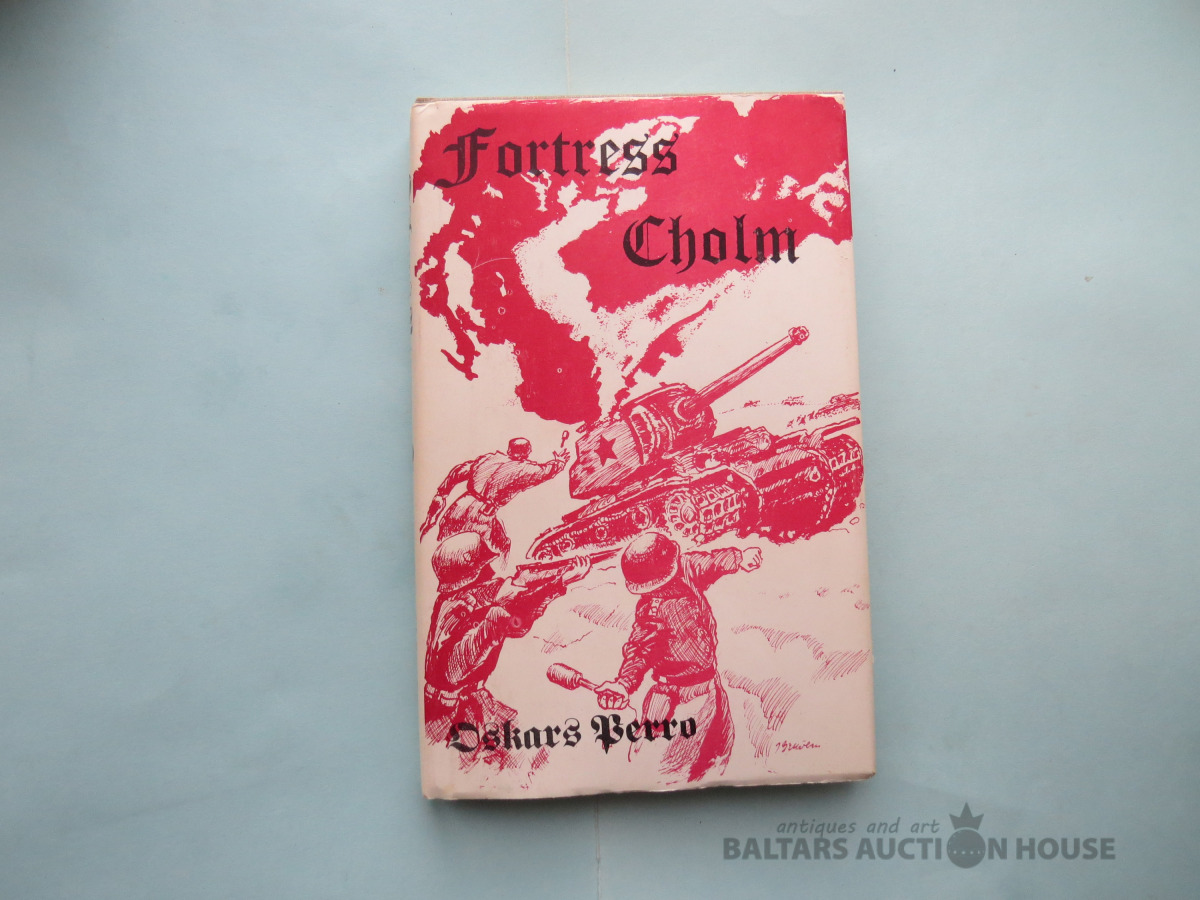 Fortress
Cholm
Oskars Perro
antiques and art
BALTARS AUCTION HOUSE